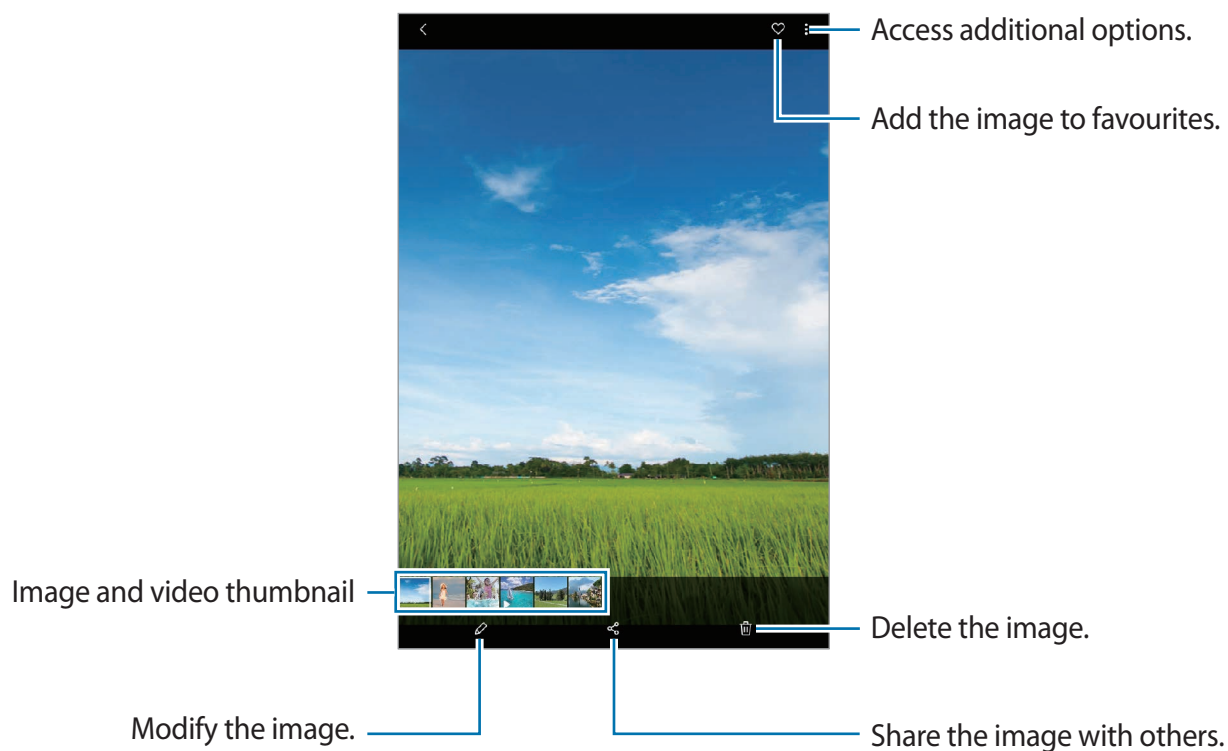 Access additional options.
Add the image to favourites.
Image and video thumbnail
Delete the image.
Modify the image.
Share the image with others.